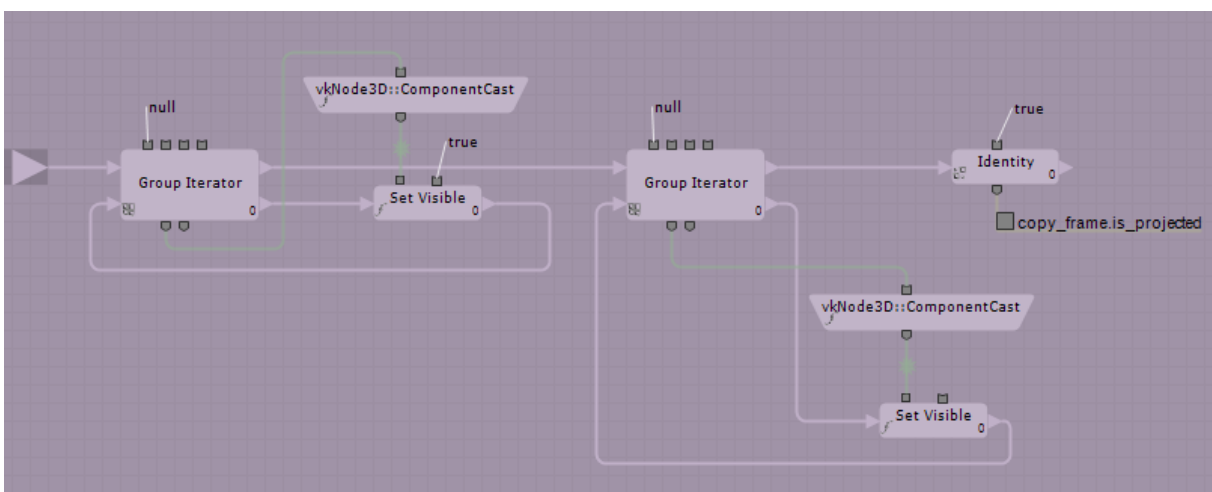 vkNode3D::ComponentCast
null
null
true
true
Group Iterator
0
Set Visible
0
Group Iterator
0
Identity
0
copy_frame.is_projected
vkNode3D::ComponentCast
Set Visible
0